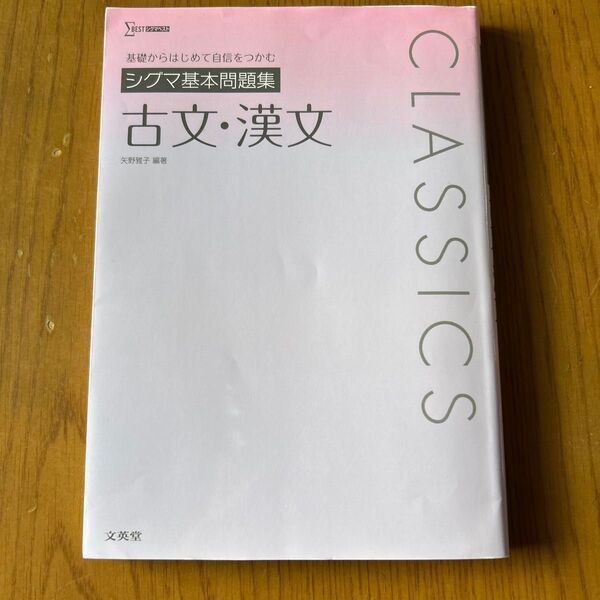 ΣBEST シグマベスト
基礎からはじめて自信をつかむ
シグマ基本問題集
古文・漢文
矢野雅子 編著
CLASSICS
文英堂